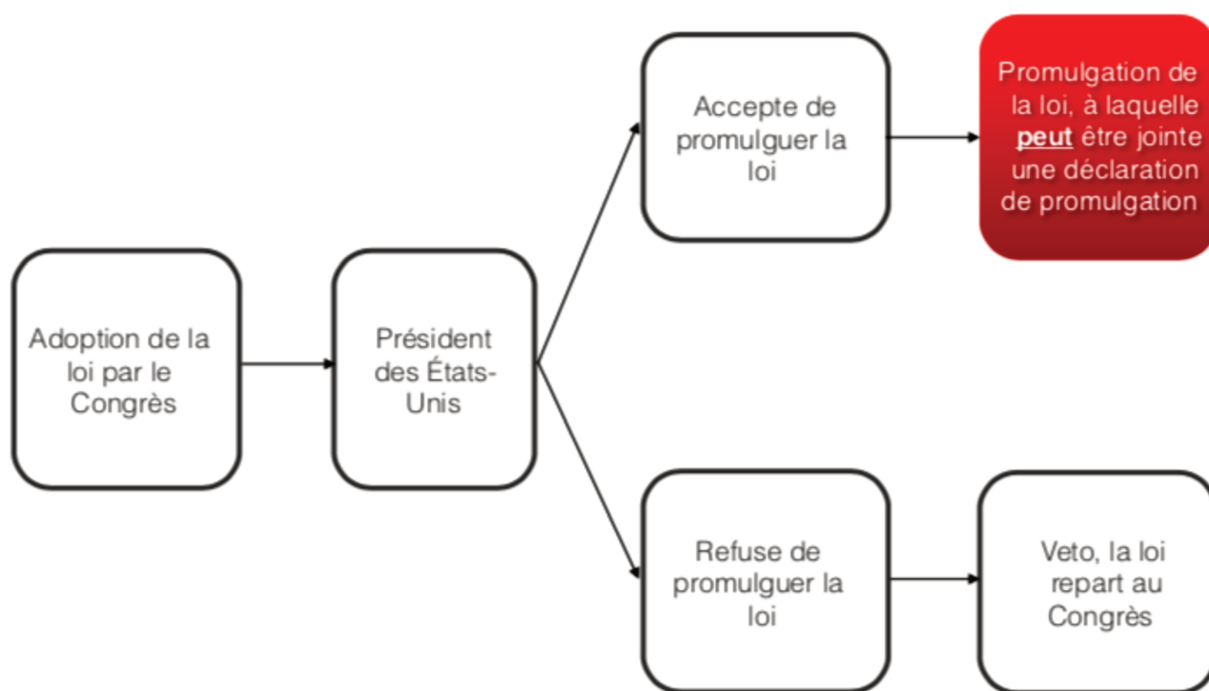 Adoption de la
loi par le
Congrès
Président
des États-
Unis
Accepte de
promulguer la
loi
Promulgation de
la loi, à laquelle
peut être jointe
une déclaration
de promulgation
Refuse de
promulguer la
loi
Veto, la loi
repart au
Congrès